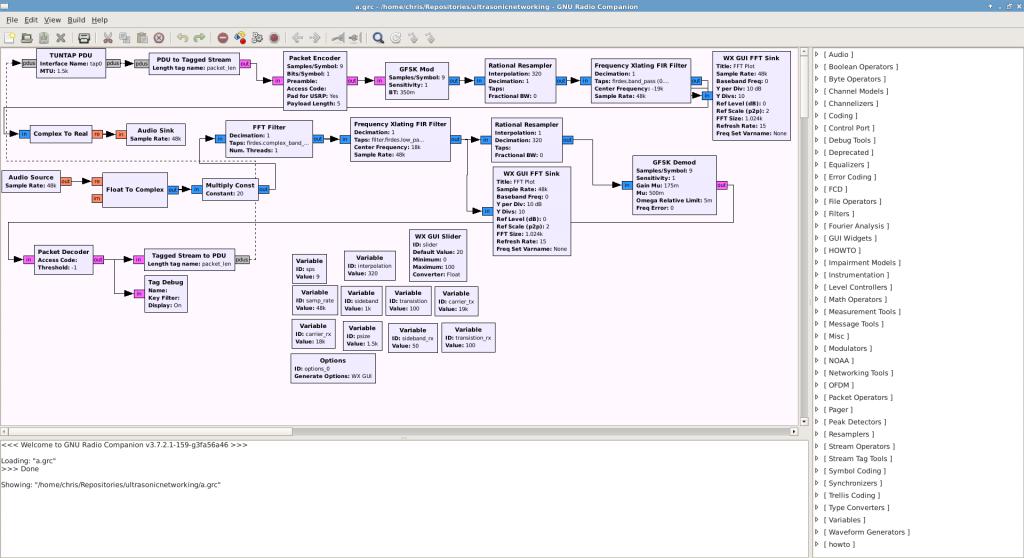 a.grc - /home/chris/Repositories/ultrasonicnetworking - GNU Radio Companion
File Edit View Build Help
TUNTAP PDU
Interface Name: tap0
MTU: 1.5k
pdus
pdus
PDU to Tagged Stream
Length tag name: packet_len
pdus
out
Packet Encoder
Samples/Symbol: 9
Bits/Symbol: 1
Preamble:
Access Code:
Pad for USRP: Yes
Payload Length: 5
in
out
GFSK Mod
Samples/Symbol: 9
Sensitivity: 1
BT: 350m
in
out
Rational Resampler
Interpolation: 320
Decimation: 1
Taps:
Fractional BW: 0
in
out
Frequency Xlating FIR Filter
Decimation: 1
Taps: firdes.band_pass (0...
Center Frequency: -19k
Sample Rate: 48k
in
out
WX GUI FFT Sink
Title: FFT Plot
Sample Rate: 48k
Baseband Freq: 0
Y per Div: 10 dB
Y Divs: 10
Ref Level (dB): 0
Ref Scale (p2p): 2
FFT Size: 1.024k
Refresh Rate: 15
Freq Set Varname: None
in
Complex To Real
in
re
Audio Sink
Sample Rate: 48k
in
FFT Filter
Decimation: 1
Taps: firdes.complex_band_...
Num. Threads: 1
in
out
Frequency Xlating FIR Filter
Decimation: 1
Taps: filter.firdes.low_pa...
Center Frequency: 18k
Sample Rate: 48k
in
out
Rational Resampler
Interpolation: 1
Decimation: 320
Taps:
Fractional BW: 0
in
out
GFSK Demod
Samples/Symbol: 9
Sensitivity: 1
Gain Mu: 175m
Mu: 500m
Omega Relative Limit: 5m
Freq Error: 0
in
out
Audio Source
Sample Rate: 48k
out
Float To Complex
re
im
out
Multiply Const
Constant: 20
in
out
WX GUI FFT Sink
Title: FFT Plot
Sample Rate: 48k
Baseband Freq: 0
Y per Div: 10 dB
Y Divs: 10
Ref Level (dB): 0
Ref Scale (p2p): 2
FFT Size: 1.024k
Refresh Rate: 15
Freq Set Varname: None
in
Packet Decoder
Access Code:
Threshold: -1
in
out
Tagged Stream to PDU
Length tag name: packet_len
in
pdus
Tag Debug
Name:
Key Filter:
Display: On
in
WX GUI Slider
ID: slider
Default Value: 20
Minimum: 0
Maximum: 100
Converter: Float
Variable
ID: sps
Value: 9
Variable
ID: interpolation
Value: 320
Variable
ID: samp_rate
Value: 48k
Variable
ID: sideband
Value: 1k
Variable
ID: transistion
Value: 100
Variable
ID: carrier_tx
Value: 19k
Variable
ID: carrier_rx
Value: 18k
Variable
ID: psize
Value: 1.5k
Variable
ID: sideband_rx
Value: 50
Variable
ID: transistion_rx
Value: 100
Options
ID: options_0
Generate Options: WX GUI
<<< Welcome to GNU Radio Companion v3.7.2.1-159-g3fa56a46 >>>
Loading: "a.grc"
>>> Done
Showing: "/home/chris/Repositories/ultrasonicnetworking/a.grc"
[ Audio ]
[ Boolean Operators ]
[ Byte Operators ]
[ Channel Models ]
[ Channelizers ]
[ Coding ]
[ Control Port ]
[ Debug Tools ]
[ Deprecated ]
[ Equalizers ]
[ Error Coding ]
[ FCD ]
[ File Operators ]
[ Filters ]
[ Fourier Analysis ]
[ GUI Widgets ]
[ HOWTO ]
[ Impairment Models ]
[ Instrumentation ]
[ Level Controllers ]
[ Math Operators ]
[ Measurement Tools ]
[ Message Tools ]
[ Misc ]
[ Modulators ]
[ NOAA ]
[ Networking Tools ]
[ OFDM ]
[ Packet Operators ]
[ Pager ]
[ Peak Detectors ]
[ Resamplers ]
[ Stream Operators ]
[ Stream Tag Tools ]
[ Symbol Coding ]
[ Synchronizers ]
[ Trellis Coding ]
[ Type Converters ]
[ Variables ]
[ Waveform Generators ]
[ howto ]